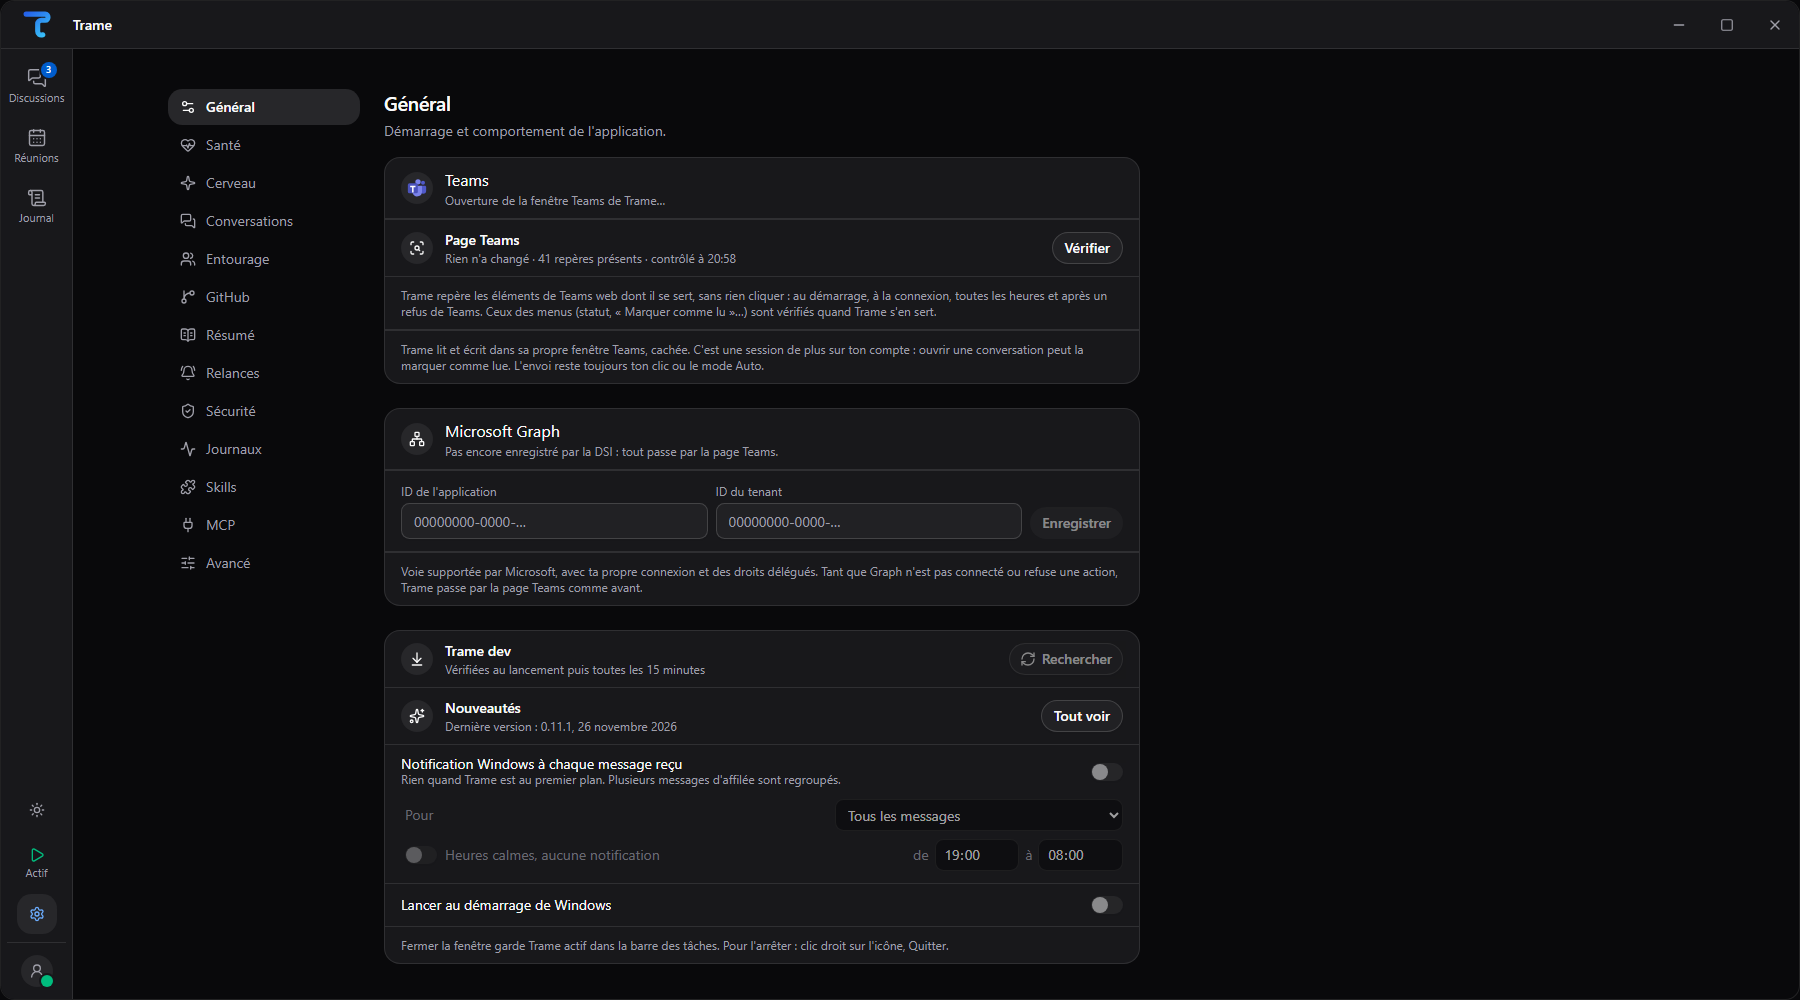 Trame
3
Discussions
Réunions
Journal
Actif
Général
Santé
Cerveau
Conversations
Entourage
GitHub
Résumé
Relances
Sécurité
Journaux
Skills
MCP
Avancé
Général
Démarrage et comportement de l'application.
Teams
Ouverture de la fenêtre Teams de Trame...
Page Teams
Rien n'a changé · 41 repères présents · contrôlé à 20:58
Vérifier
Trame repère les éléments de Teams web dont il se sert, sans rien cliquer : au démarrage, à la connexion, toutes les heures et après un
refus de Teams. Ceux des menus (statut, « Marquer comme lu »...) sont vérifiés quand Trame s'en sert.
Trame lit et écrit dans sa propre fenêtre Teams, cachée. C'est une session de plus sur ton compte : ouvrir une conversation peut la
marquer comme lue. L'envoi reste toujours ton clic ou le mode Auto.
Microsoft Graph
Pas encore enregistré par la DSI : tout passe par la page Teams.
ID de l'application
ID du tenant
00000000-0000-...
00000000-0000-...
Enregistrer
Voie supportée par Microsoft, avec ta propre connexion et des droits délégués. Tant que Graph n'est pas connecté ou refuse une action,
Trame passe par la page Teams comme avant.
Trame dev
Vérifiées au lancement puis toutes les 15 minutes
Rechercher
Nouveautés
Dernière version : 0.11.1, 26 novembre 2026
Tout voir
Notification Windows à chaque message reçu
Rien quand Trame est au premier plan. Plusieurs messages d'affilée sont regroupés.
Pour
Tous les messages
Heures calmes, aucune notification
de 19:00 à 08:00
Lancer au démarrage de Windows
Fermer la fenêtre garde Trame actif dans la barre des tâches. Pour l'arrêter : clic droit sur l'icône, Quitter.